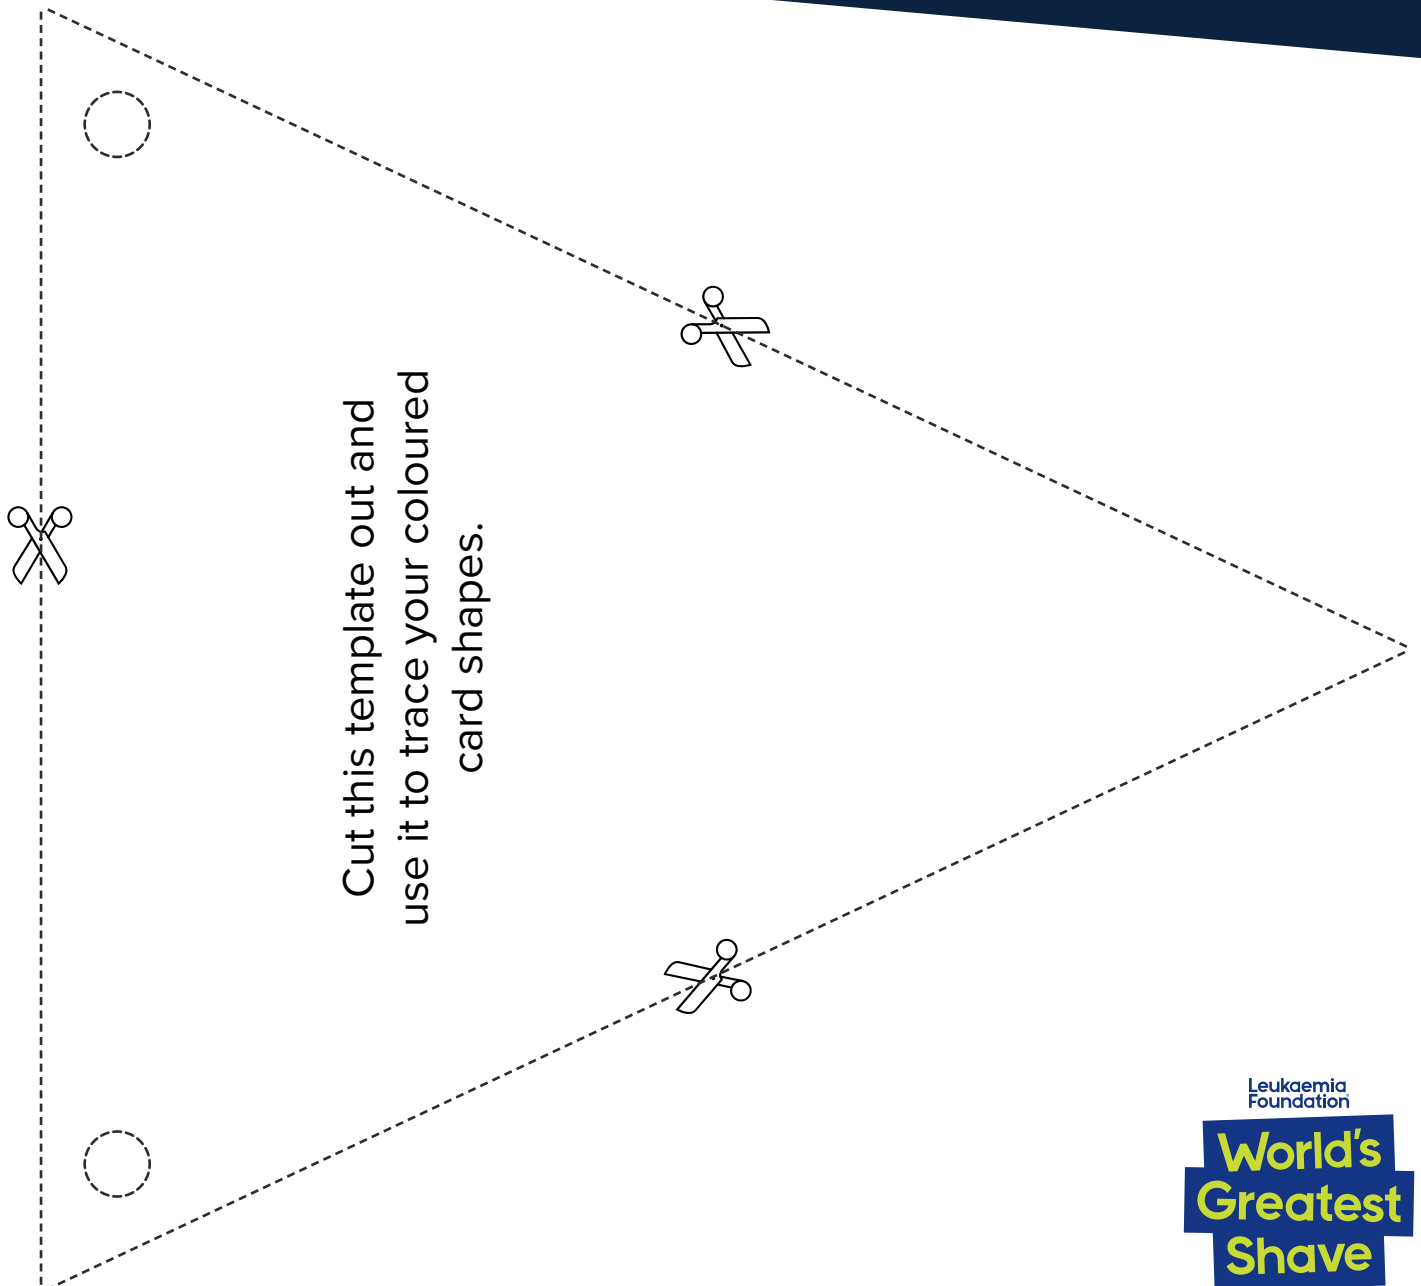 Cut this template out and
use it to trace your coloured
card shapes.
Leukaemia
Foundation
World's
Greatest
Shave